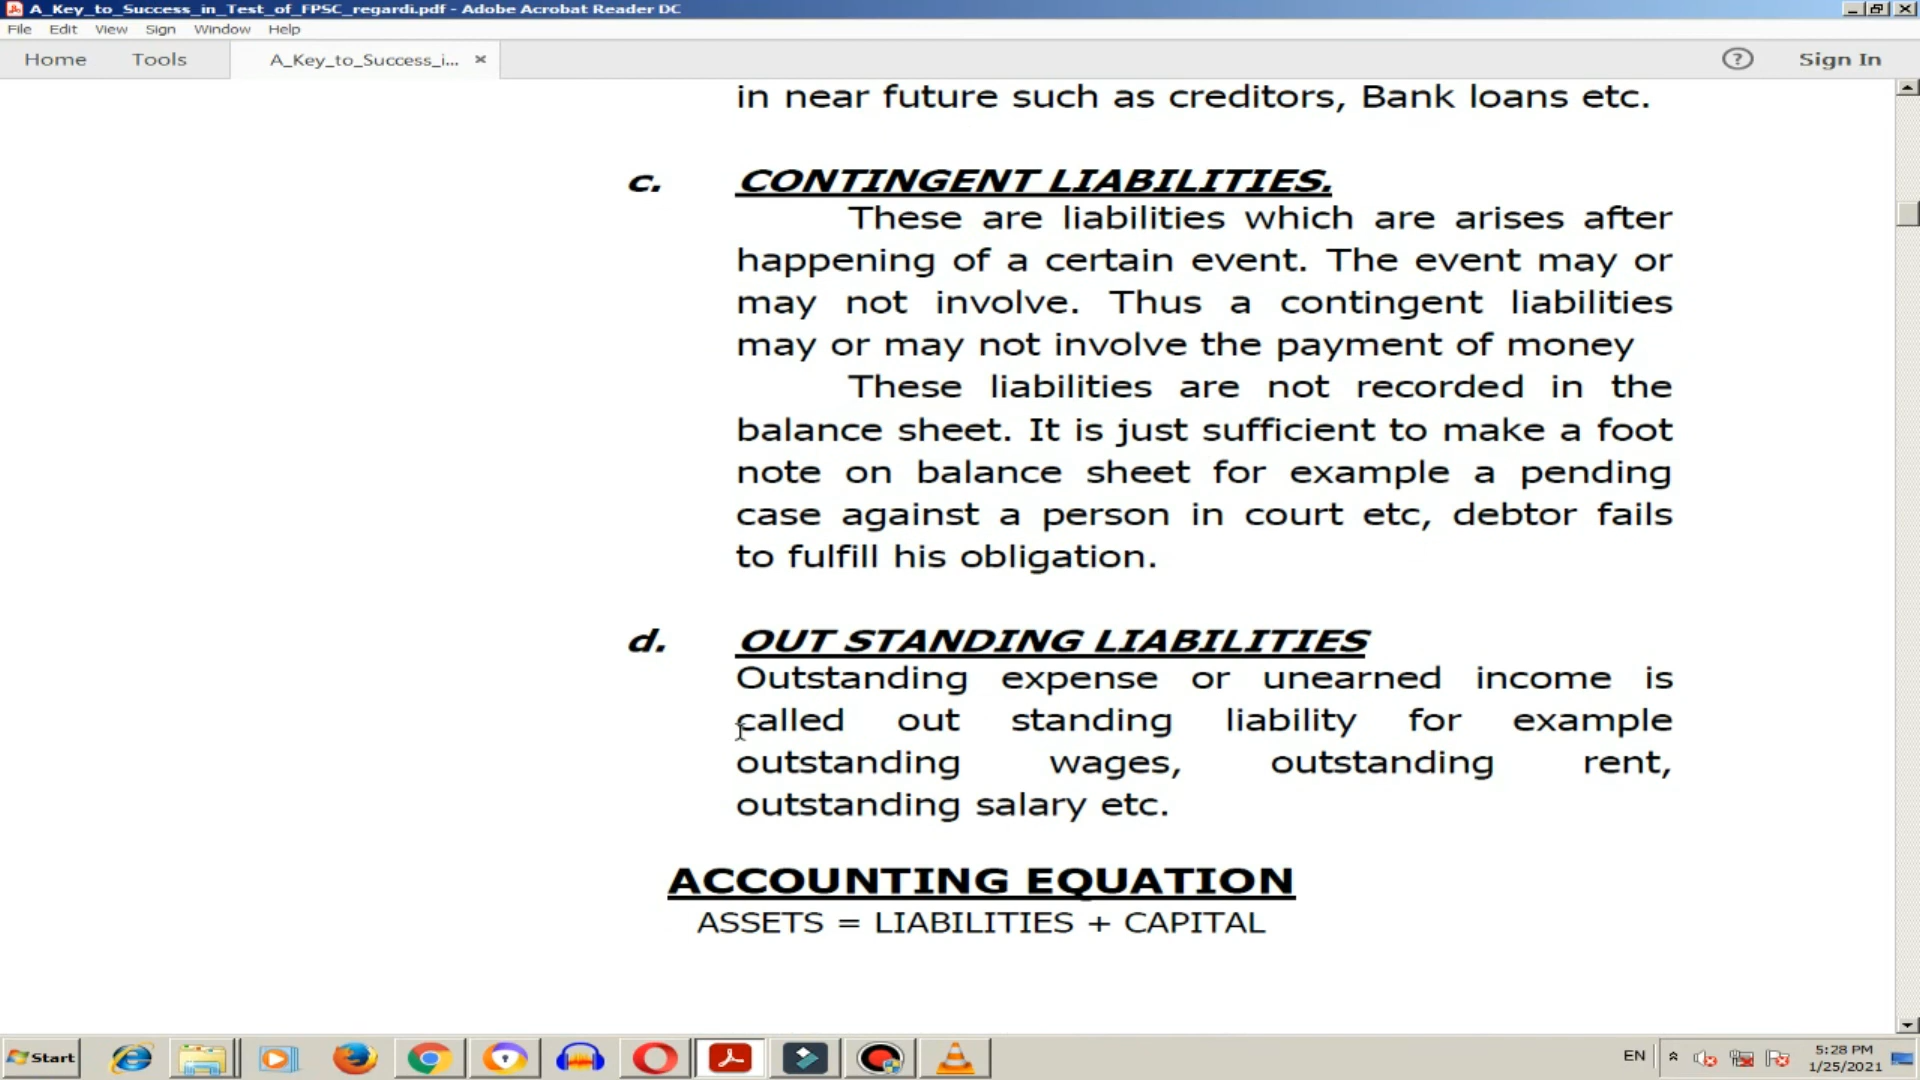 A_Key_to_Success_in_Test_of_FPSC_regardi.pdf - Adobe Acrobat Reader DC
File Edit View Sign Window Help
Home Tools A_Key_to_Success_i... × ? Sign In
in near future such as creditors, Bank loans etc.
c. CONTINGENT LIABILITIES.
These are liabilities which are arises after
happening of a certain event. The event may or
may not involve. Thus a contingent liabilities
may or may not involve the payment of money
These liabilities are not recorded in the
balance sheet. It is just sufficient to make a foot
note on balance sheet for example a pending
case against a person in court etc, debtor fails
to fulfill his obligation.
d. OUT STANDING LIABILITIES
Outstanding expense or unearned income is
called out standing liability for example
outstanding wages, outstanding rent,
outstanding salary etc.
ACCOUNTING EQUATION
ASSETS = LIABILITIES + CAPITAL
Start EN 5:28 PM
1/25/2021